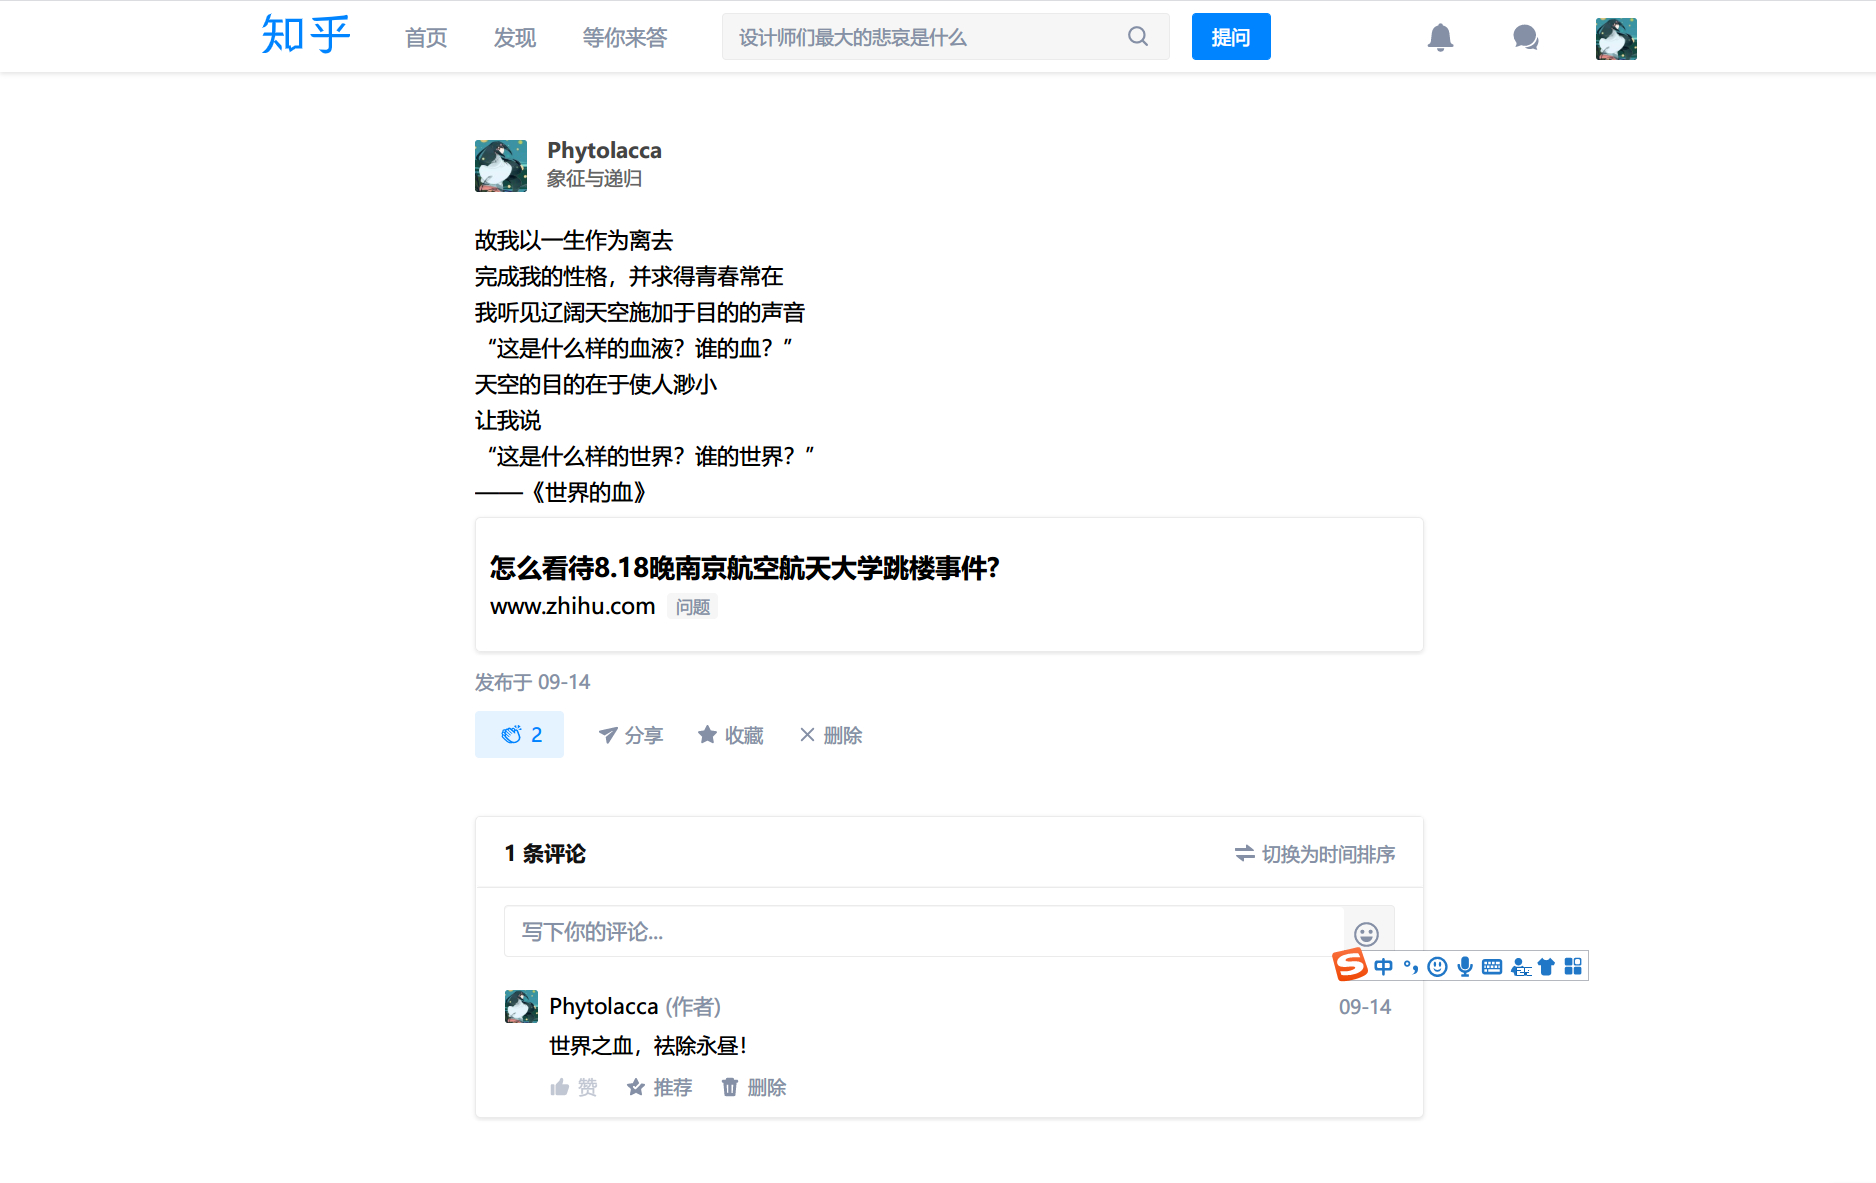 知乎 首页 发现 等你来答 设计师们最大的悲哀是什么 提问
Phytolacca
象征与递归
故我以一生作为离去
完成我的性格，并求得青春常在
我听见辽阔天空施加于目的的声音
“这是什么样的血液？谁的血？”
天空的目的在于使人渺小
让我说
“这是什么样的世界？谁的世界？”
——《世界的血》
怎么看待8.18晚南京航空航天大学跳楼事件?
www.zhihu.com 问题
发布于 09-14
2 分享 收藏 删除
1 条评论 切换为时间排序
写下你的评论...
S 中 °,
Phytolacca (作者) 09-14
世界之血，祛除永昼！
赞 推荐 删除